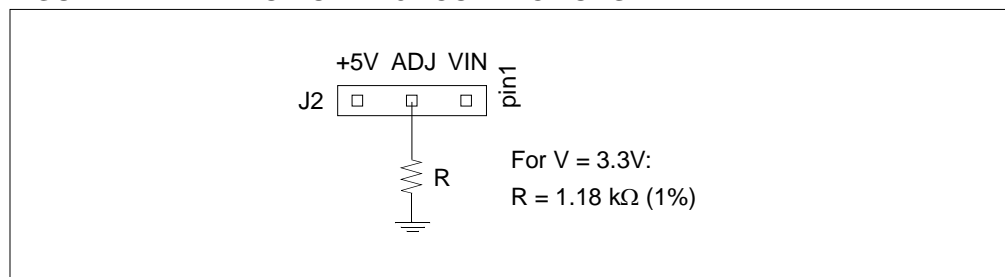 +5V ADJ VIN
pin1
J2
R
For V = 3.3V:
R = 1.18 kΩ (1%)